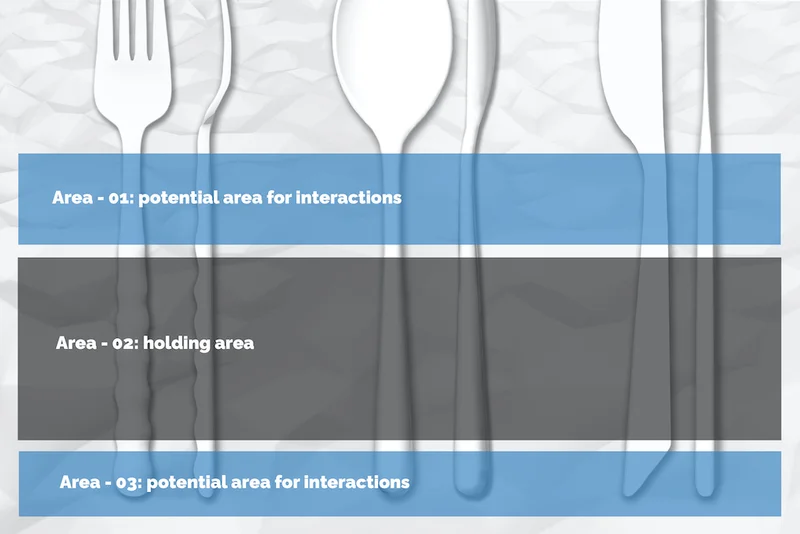 Area - 01: potential area for interactions
Area - 02: holding area
Area - 03: potential area for interactions